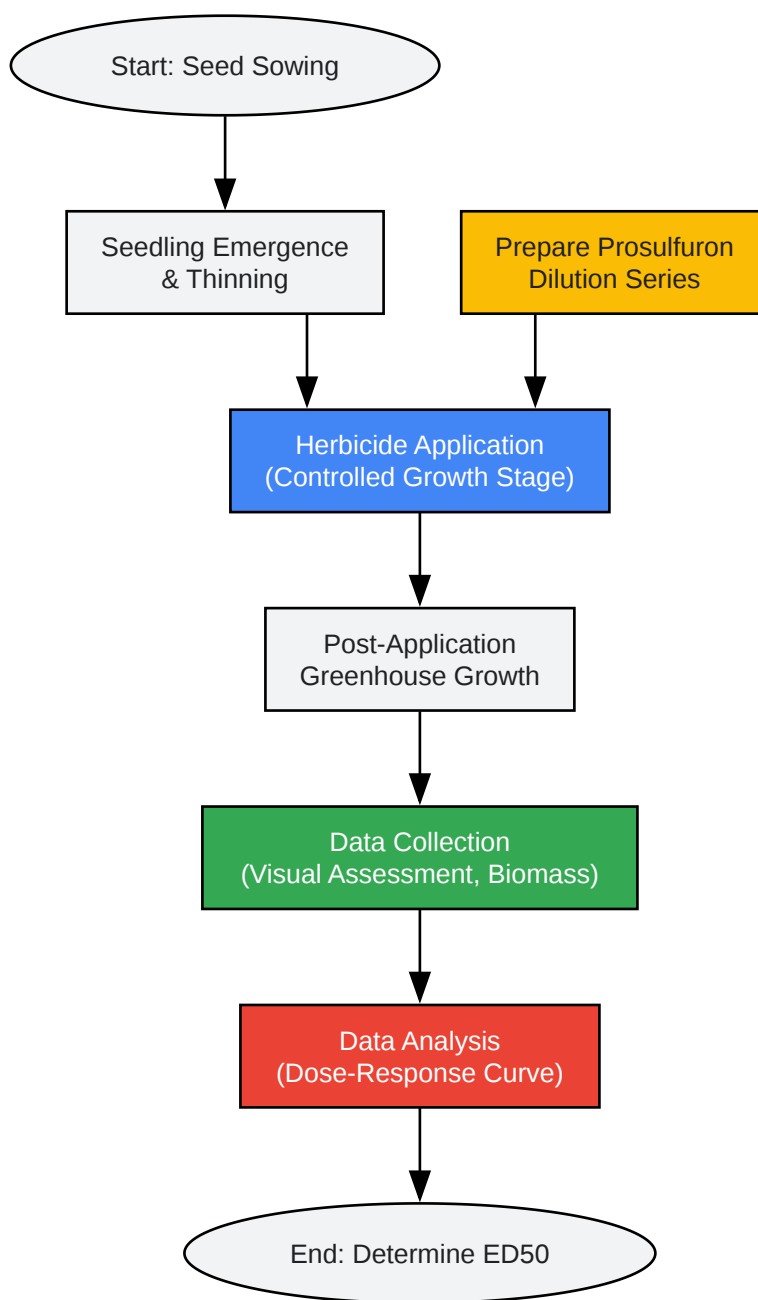 Start: Seed Sowing
Seedling Emergence
& Thinning
Prepare Prosulfuron
Dilution Series
Herbicide Application
(Controlled Growth Stage)
Post-Application
Greenhouse Growth
Data Collection
(Visual Assessment, Biomass)
Data Analysis
(Dose-Response Curve)
End: Determine ED50